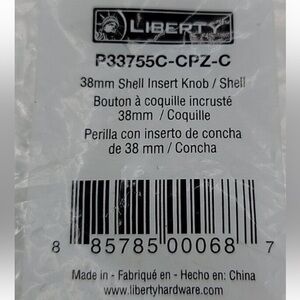 LIBERTY
P33755C-CPZ-C
38mm Shell Insert Knob / Shell
Bouton à coquille incrusté
38mm / Coquille
Perilla con inserto de concha
de 38 mm / Concha
8 85785 00068 7
Made in - Fabriqué en - Hecho en: China
www.libertyhardware.com